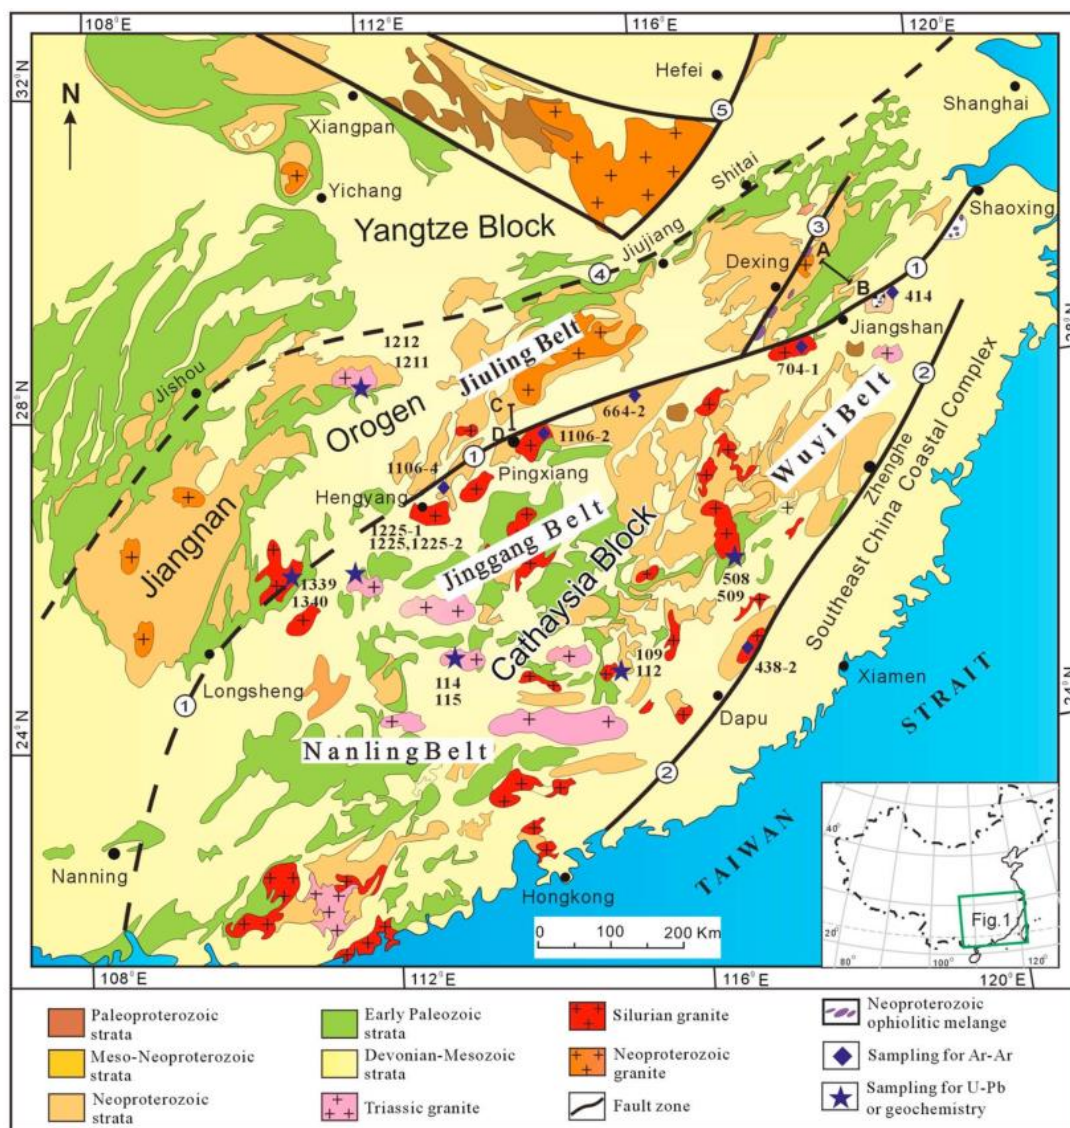 108°E
112°E
116°E
120°E
32°N
N
Hefei
Shanghai
Xiangpan
5
Yichang
Shitai
Shaoxing
Yangtze Block
Jiujiang
3
A
Dexing
B
1
4
414
Jiangshan
28°N
1212
1211
Jiuling Belt
704-1
2
Jishou
28°N
Orogen
C
664-2
D
1106-2
Wuyi Belt
1
Pingxiang
1106-4
Hengyang
Zhenghe
Southeast China Coastal Complex
1225-1
1225,1225-2
Jinggang Belt
Cathaysia Block
Jiangnan
1339
1340
508
509
109
112
438-2
114
115
Xiamen
Longsheng
1
Dapu
24°N
24°N
Nanling Belt
2
TAIWAN STRAIT
Nanning
Hongkong
0 100 200 Km
40°
20°
Fig.1
80°
100°
120°
108°E
112°E
116°E
120°E
Paleoproterozoic
strata
Meso-Neoproterozoic
strata
Neoproterozoic
strata
Early Paleozoic
strata
Devonian-Mesozoic
strata
Triassic granite
Silurian granite
Neoproterozoic
granite
Fault zone
Neoproterozoic
ophiolitic melange
Sampling for Ar-Ar
Sampling for U-Pb
or geochemistry